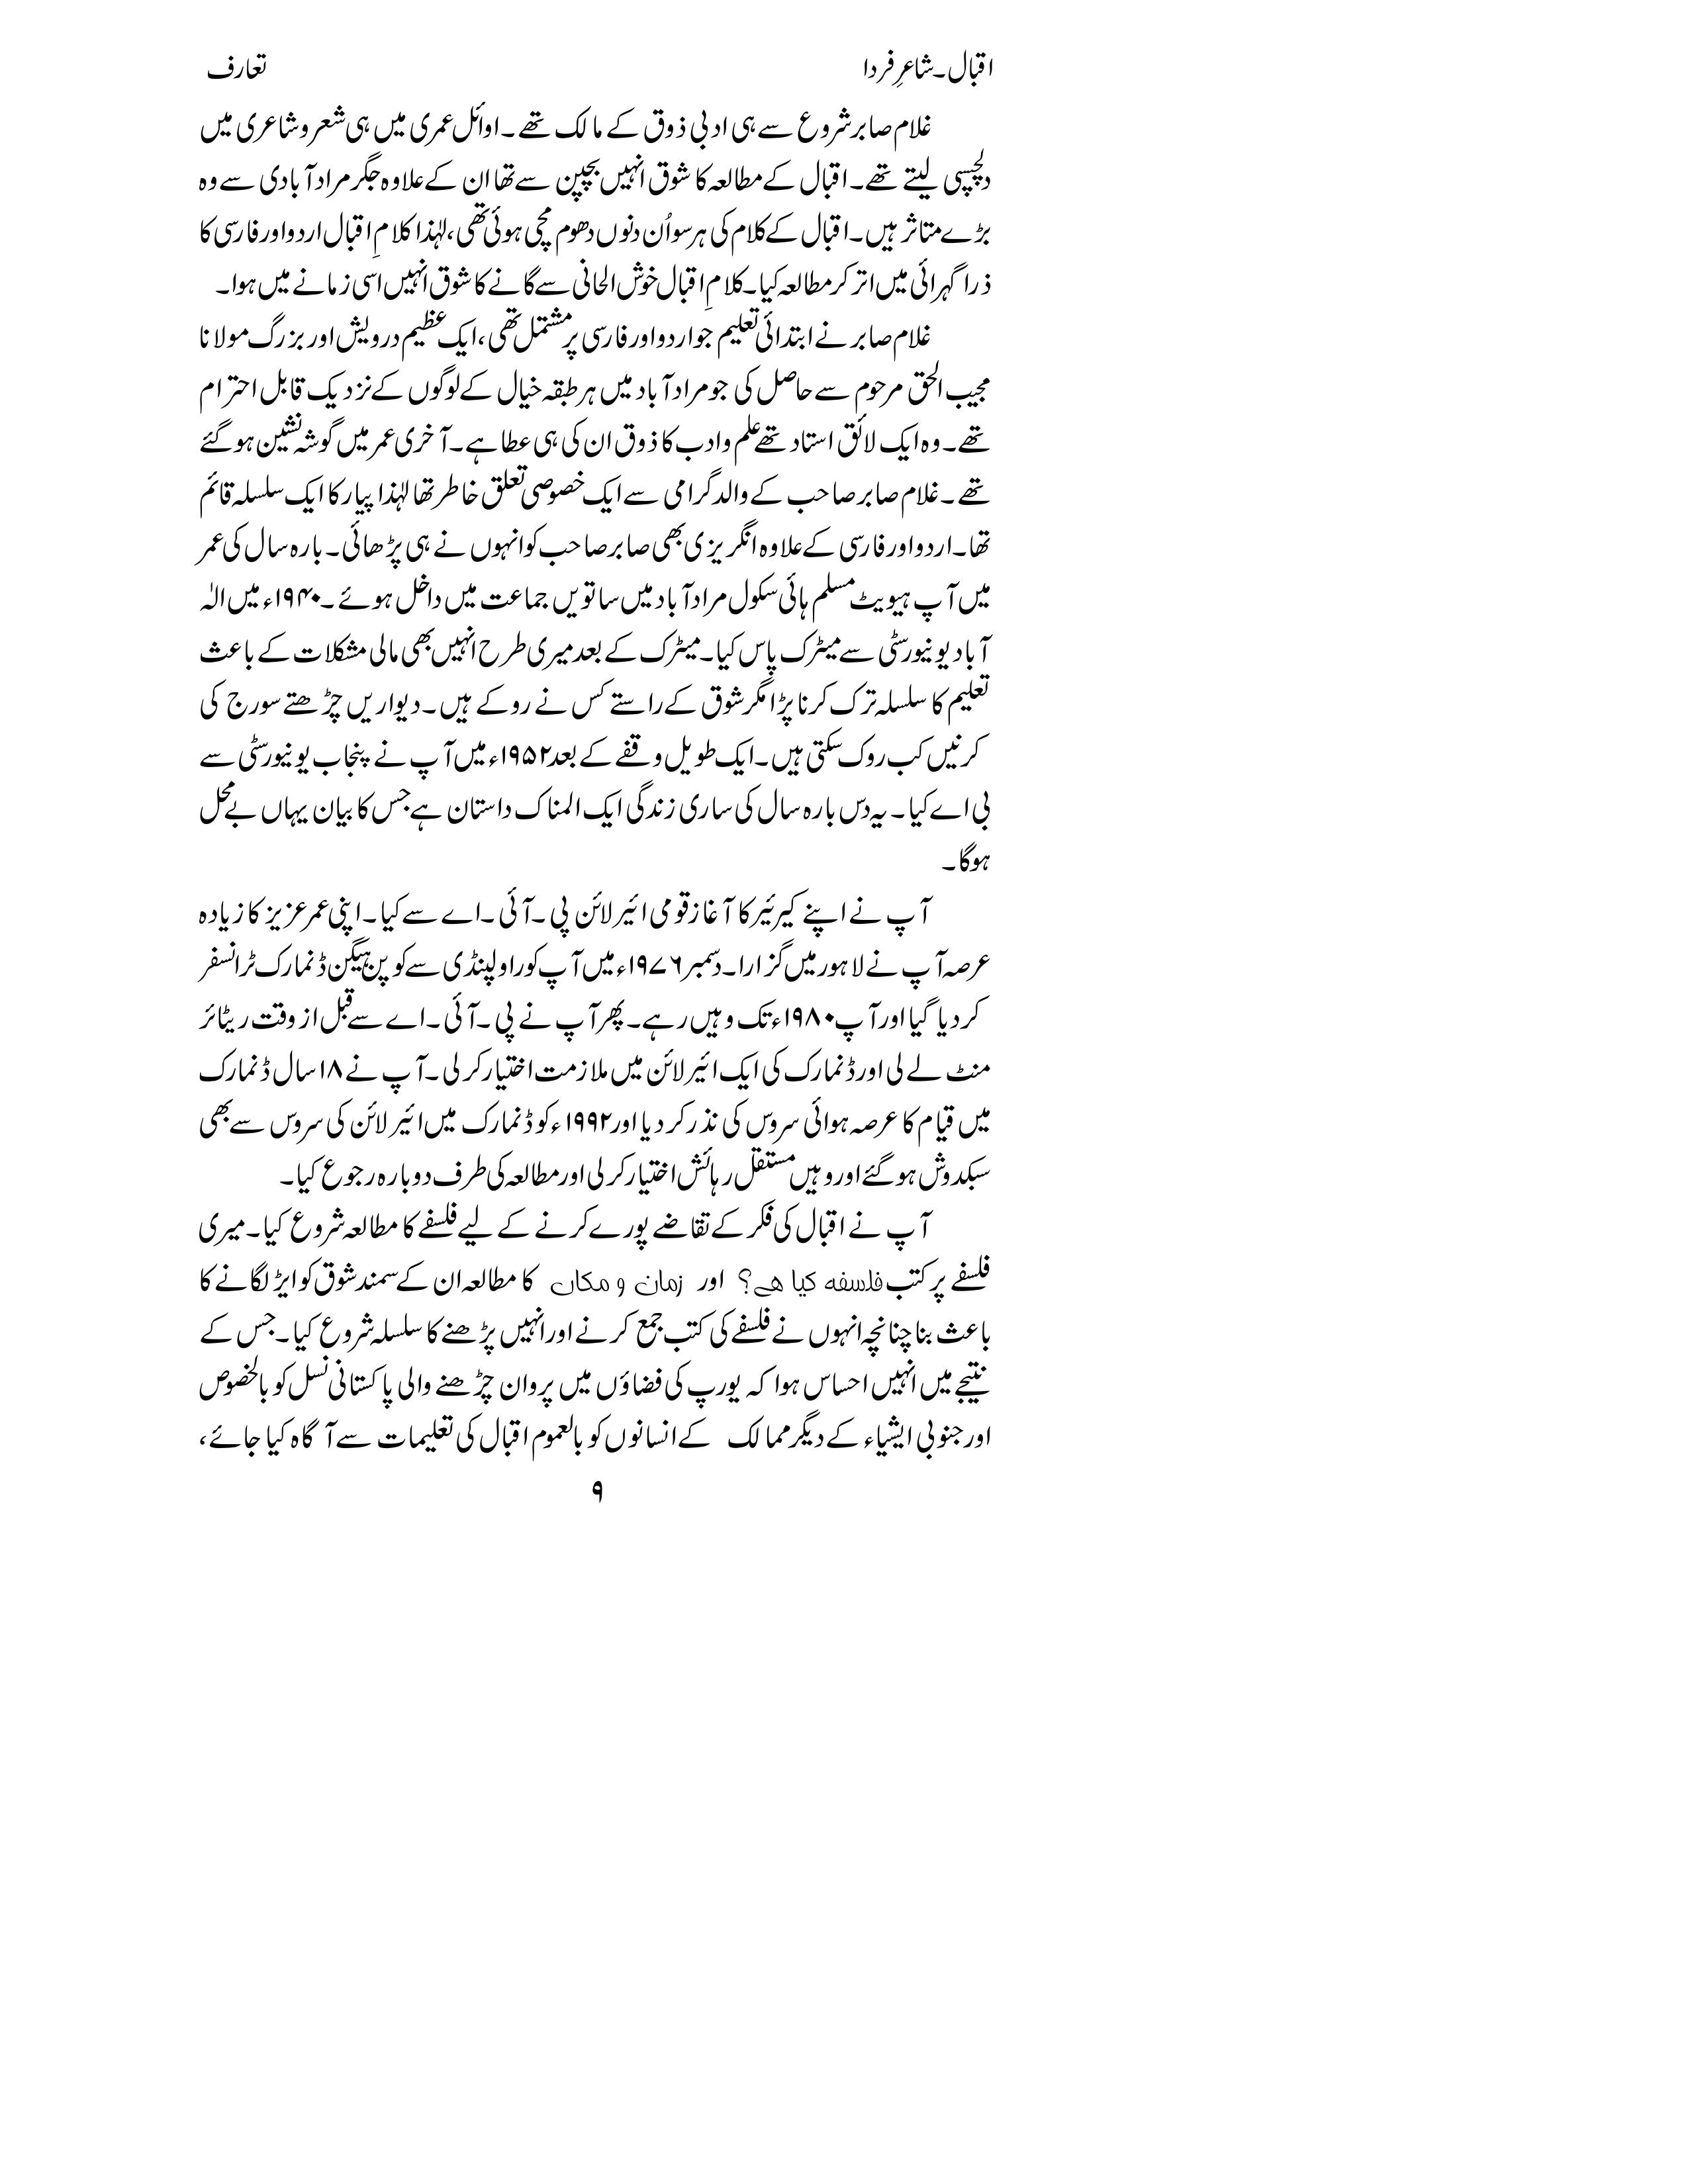 اقبال۔شاعرِ فردا تعارف
غلام صابر شروع سے ہی ادبی ذوق کے مالک تھے۔اوائل عمری میں ہی شعر و شاعری میں
دلچسپی لیتے تھے۔اقبال کے مطالعہ کا شوق انہیں بچپن سے تھا ان کے علاوہ جگر مراد آبادی سے وہ
بڑے متاثر ہیں۔اقبال کے کلام کی ہر سو اُن دنوں دھوم مچی ہوئی تھی،لہٰذا کلامِ اقبال اردو اور فارسی کا
ذرا گہرائی میں اتر کر مطالعہ کیا۔کلامِ اقبال خوش الحانی سے گانے کا شوق انہیں اسی زمانے میں ہوا۔
غلام صابر نے ابتدائی تعلیم جو اردو اور فارسی پر مشتمل تھی،ایک عظیم درویش اور بزرگ مولانا
مجیب الحق مرحوم سے حاصل کی جو مراد آباد میں ہر طبقہ خیال کے لوگوں کے نزدیک قابل احترام
تھے۔وہ ایک لائق استاد تھے علم و ادب کا ذوق ان کی ہی عطا ہے۔آخری عمر میں گوشہ نشین ہو گئے
تھے۔غلام صابر صاحب کے والد گرامی سے ایک خصوصی تعلق خاطر تھا لہٰذا پیار کا ایک سلسلہ قائم
تھا۔اردو اور فارسی کے علاوہ انگریزی بھی صابر صاحب کو انہوں نے ہی پڑھائی۔بارہ سال کی عمر
میں آپ ہیویٹ مسلم ہائی سکول مراد آباد میں ساتویں جماعت میں داخل ہوئے۔۱۹۴۰ء میں الٰہ
آباد یونیورسٹی سے میٹرک پاس کیا۔میٹرک کے بعد میری طرح انہیں بھی مالی مشکلات کے باعث
تعلیم کا سلسلہ ترک کرنا پڑا مگر شوق کے راستے کس نے روکے ہیں۔دیواریں چڑھتے سورج کی
کرنیں کب روک سکتی ہیں۔ایک طویل وقفے کے بعد ۱۹۵۲ء میں آپ نے پنجاب یونیورسٹی سے
بی اے کیا۔یہ دس بارہ سال کی ساری زندگی ایک المناک داستان ہے جس کا بیان یہاں بے محل
ہوگا۔
آپ نے اپنے کیرئیر کا آغاز قومی ائیر لائن پی۔آئی۔اے سے کیا۔اپنی عمر عزیز کا زیادہ
عرصہ آپ نے لاہور میں گزارا۔دسمبر ۱۹۷۶ء میں آپ کو راولپنڈی سے کوپن ہیگن ڈنمارک ٹرانسفر
کر دیا گیا اور آپ ۱۹۸۰ء تک وہیں رہے۔پھر آپ نے پی۔آئی۔اے سے قبل از وقت ریٹائر
منٹ لے لی اور ڈنمارک کی ایک ائیر لائن میں ملازمت اختیار کر لی۔آپ نے ۱۸ سال ڈنمارک
میں قیام کا عرصہ ہوائی سروس کی نذر کر دیا اور ۱۹۹۲ء کو ڈنمارک میں ائیر لائن کی سروس سے بھی
سبکدوش ہو گئے اور وہیں مستقل رہائش اختیار کر لی اور مطالعہ کی طرف دوبارہ رجوع کیا۔
آپ نے اقبال کی فکر کے تقاضے پورے کرنے کے لیے فلسفے کا مطالعہ شروع کیا۔میری
فلسفے پر کتب فلسفہ کیا ھے؟ اور زمان و مکاں کا مطالعہ ان کے سمند شوق کو ایڑ لگانے کا
باعث بنا چنانچہ انہوں نے فلسفے کی کتب جمع کرنے اور انہیں پڑھنے کا سلسلہ شروع کیا۔جس کے
نتیجے میں انہیں احساس ہوا کہ یورپ کی فضاؤں میں پروان چڑھنے والی پاکستانی نسل کو بالخصوص
اور جنوبی ایشیاء کے دیگر ممالک کے انسانوں کو بالعموم اقبال کی تعلیمات سے آگاہ کیا جائے،
۹